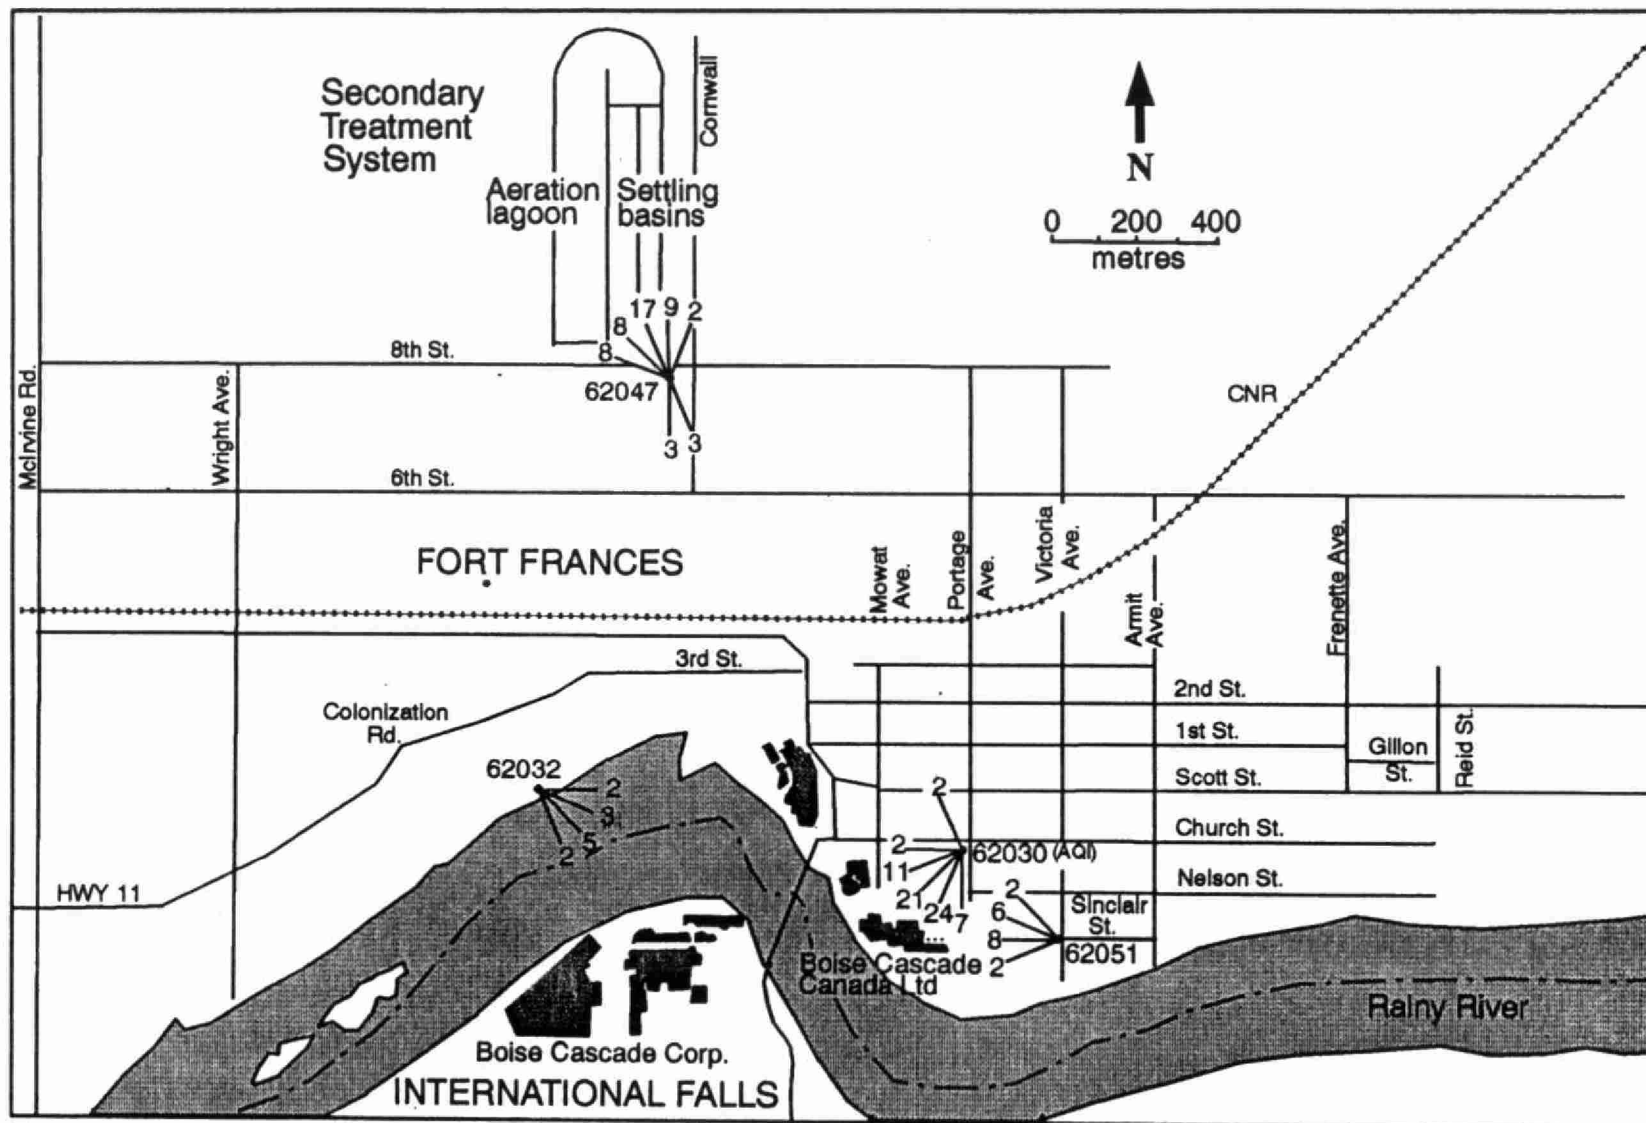 Secondary
Treatment
System
Cornwall
N
0 200 400
metres
Aeration
lagoon
Settling
basins
17 9 2
8
8
8th St.
62047
3 3
McIrvine Rd.
Wright Ave.
6th St.
CNR
FORT FRANCES
Mowat
Ave.
Portage
Ave.
Victoria
Ave.
Armit
Ave.
Frenette Ave.
3rd St.
2nd St.
Colonization
Rd.
1st St.
Gillon
St.
Reid St.
Scott St.
62032
2
3
5
2
2
Church St.
2
62030 (AQI)
11
21
24
7
Nelson St.
HWY 11
2
6
8
2
Sinclair
St.
62051
Boise Cascade
Canada Ltd
Rainy River
Boise Cascade Corp.
INTERNATIONAL FALLS